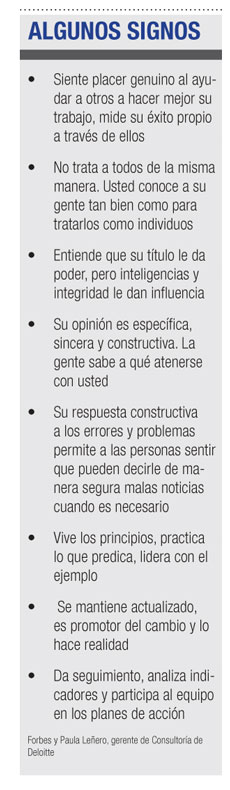 ALGUNOS SIGNOS
• Siente placer genuino al ayu-
dar a otros a hacer mejor su
trabajo, mide su éxito propio
a través de ellos
• No trata a todos de la misma
manera. Usted conoce a su
gente tan bien como para
tratarlos como individuos
• Entiende que su título le da
poder, pero inteligencias y
integridad le dan influencia
• Su opinión es específica,
sincera y constructiva. La
gente sabe a qué atenerse
con usted
• Su respuesta constructiva
a los errores y problemas
permite a las personas sentir
que pueden decirle de ma-
nera segura malas noticias
cuando es necesario
• Vive los principios, practica
lo que predica, lidera con el
ejemplo
• Se mantiene actualizado,
es promotor del cambio y lo
hace realidad
• Da seguimiento, analiza indi-
cadores y participa al equipo
en los planes de acción
Forbes y Paula Leñero, gerente de Consultoría de
Deloitte